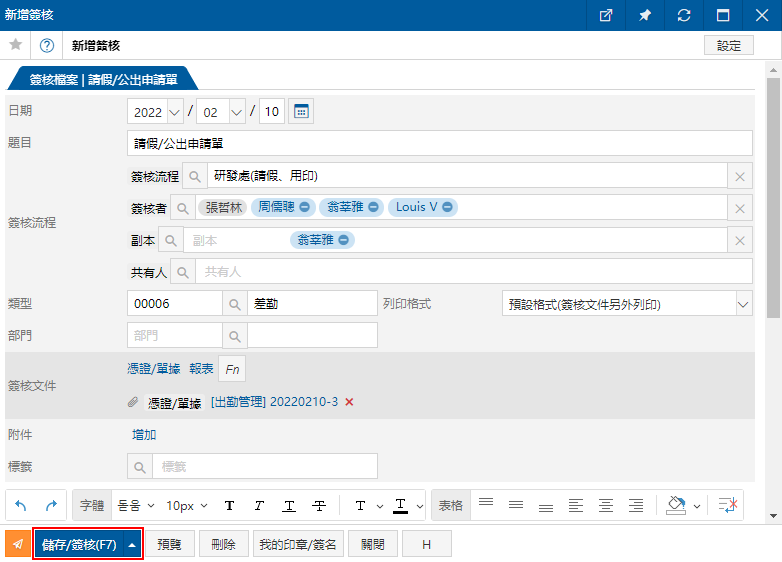 新增簽核
新增簽核 設定
簽核檔案 | 請假/公出申請單
日期 2022 / 02 / 10
題目 請假/公出申請單
簽核流程 簽核流程 研發處(請假、用印)
簽核者 張哲林 周儒聰 翁莘雅 Louis V
副本 副本 翁莘雅
共有人 共有人
類型 00006 差勤 列印格式 預設格式(簽核文件另外列印)
部門 部門
簽核文件 憑證/單據 報表 Fn
憑證/單據 [出勤管理] 20220210-3
附件 增加
標籤 標籤
字體 돋움 10px T T T T T T 表格
儲存/簽核(F7) 預覽 刪除 我的印章/簽名 關閉 H